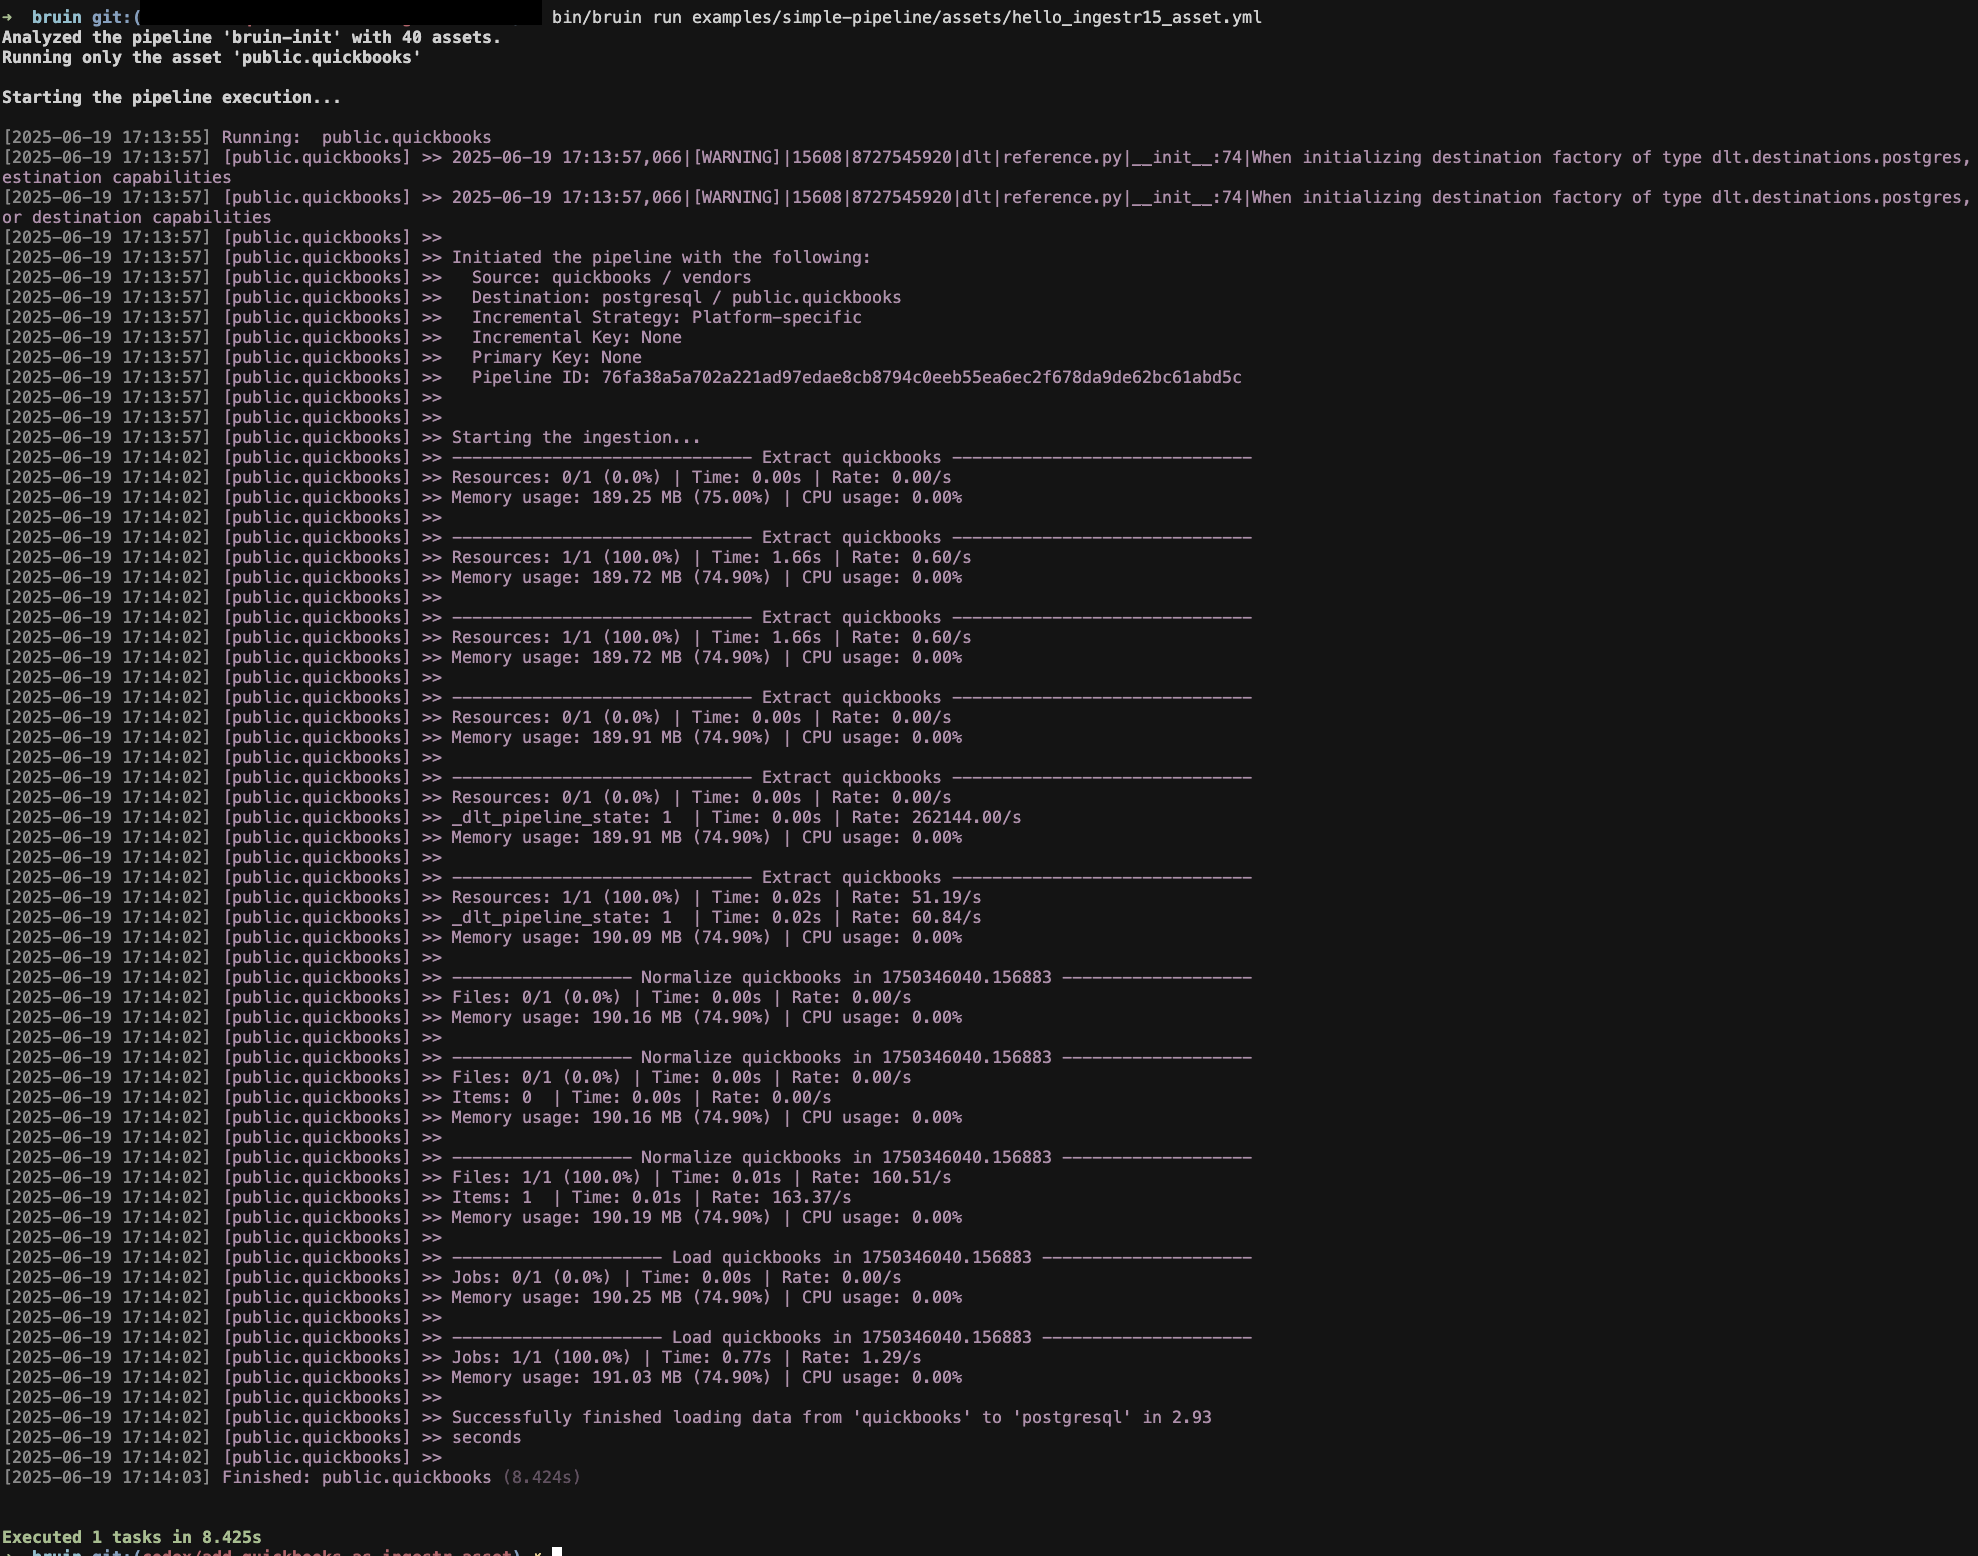 → bruin git:( bin/bruin run examples/simple-pipeline/assets/hello_ingestr15_asset.yml
Analyzed the pipeline 'bruin-init' with 40 assets.
Running only the asset 'public.quickbooks'
Starting the pipeline execution...
[2025-06-19 17:13:55] Running:  public.quickbooks
[2025-06-19 17:13:57] [public.quickbooks] >> 2025-06-19 17:13:57,066|[WARNING]|15608|8727545920|dlt|reference.py|__init__:74|When initializing destination factory of type dlt.destinations.postgres,
estination capabilities
[2025-06-19 17:13:57] [public.quickbooks] >> 2025-06-19 17:13:57,066|[WARNING]|15608|8727545920|dlt|reference.py|__init__:74|When initializing destination factory of type dlt.destinations.postgres,
or destination capabilities
[2025-06-19 17:13:57] [public.quickbooks] >>
[2025-06-19 17:13:57] [public.quickbooks] >> Initiated the pipeline with the following:
[2025-06-19 17:13:57] [public.quickbooks] >>   Source: quickbooks / vendors
[2025-06-19 17:13:57] [public.quickbooks] >>   Destination: postgresql / public.quickbooks
[2025-06-19 17:13:57] [public.quickbooks] >>   Incremental Strategy: Platform-specific
[2025-06-19 17:13:57] [public.quickbooks] >>   Incremental Key: None
[2025-06-19 17:13:57] [public.quickbooks] >>   Primary Key: None
[2025-06-19 17:13:57] [public.quickbooks] >>   Pipeline ID: 76fa38a5a702a221ad97edae8cb8794c0eeb55ea6ec2f678da9de62bc61abd5c
[2025-06-19 17:13:57] [public.quickbooks] >>
[2025-06-19 17:13:57] [public.quickbooks] >>
[2025-06-19 17:13:57] [public.quickbooks] >> Starting the ingestion...
[2025-06-19 17:14:02] [public.quickbooks] >> ------------------------------ Extract quickbooks ------------------------------
[2025-06-19 17:14:02] [public.quickbooks] >> Resources: 0/1 (0.0%) | Time: 0.00s | Rate: 0.00/s
[2025-06-19 17:14:02] [public.quickbooks] >> Memory usage: 189.25 MB (75.00%) | CPU usage: 0.00%
[2025-06-19 17:14:02] [public.quickbooks] >>
[2025-06-19 17:14:02] [public.quickbooks] >> ------------------------------ Extract quickbooks ------------------------------
[2025-06-19 17:14:02] [public.quickbooks] >> Resources: 1/1 (100.0%) | Time: 1.66s | Rate: 0.60/s
[2025-06-19 17:14:02] [public.quickbooks] >> Memory usage: 189.72 MB (74.90%) | CPU usage: 0.00%
[2025-06-19 17:14:02] [public.quickbooks] >>
[2025-06-19 17:14:02] [public.quickbooks] >> ------------------------------ Extract quickbooks ------------------------------
[2025-06-19 17:14:02] [public.quickbooks] >> Resources: 1/1 (100.0%) | Time: 1.66s | Rate: 0.60/s
[2025-06-19 17:14:02] [public.quickbooks] >> Memory usage: 189.72 MB (74.90%) | CPU usage: 0.00%
[2025-06-19 17:14:02] [public.quickbooks] >>
[2025-06-19 17:14:02] [public.quickbooks] >> ------------------------------ Extract quickbooks ------------------------------
[2025-06-19 17:14:02] [public.quickbooks] >> Resources: 0/1 (0.0%) | Time: 0.00s | Rate: 0.00/s
[2025-06-19 17:14:02] [public.quickbooks] >> Memory usage: 189.91 MB (74.90%) | CPU usage: 0.00%
[2025-06-19 17:14:02] [public.quickbooks] >>
[2025-06-19 17:14:02] [public.quickbooks] >> ------------------------------ Extract quickbooks ------------------------------
[2025-06-19 17:14:02] [public.quickbooks] >> Resources: 0/1 (0.0%) | Time: 0.00s | Rate: 0.00/s
[2025-06-19 17:14:02] [public.quickbooks] >> _dlt_pipeline_state: 1  | Time: 0.00s | Rate: 262144.00/s
[2025-06-19 17:14:02] [public.quickbooks] >> Memory usage: 189.91 MB (74.90%) | CPU usage: 0.00%
[2025-06-19 17:14:02] [public.quickbooks] >>
[2025-06-19 17:14:02] [public.quickbooks] >> ------------------------------ Extract quickbooks ------------------------------
[2025-06-19 17:14:02] [public.quickbooks] >> Resources: 1/1 (100.0%) | Time: 0.02s | Rate: 51.19/s
[2025-06-19 17:14:02] [public.quickbooks] >> _dlt_pipeline_state: 1  | Time: 0.02s | Rate: 60.84/s
[2025-06-19 17:14:02] [public.quickbooks] >> Memory usage: 190.09 MB (74.90%) | CPU usage: 0.00%
[2025-06-19 17:14:02] [public.quickbooks] >>
[2025-06-19 17:14:02] [public.quickbooks] >> ------------------ Normalize quickbooks in 1750346040.156883 -------------------
[2025-06-19 17:14:02] [public.quickbooks] >> Files: 0/1 (0.0%) | Time: 0.00s | Rate: 0.00/s
[2025-06-19 17:14:02] [public.quickbooks] >> Memory usage: 190.16 MB (74.90%) | CPU usage: 0.00%
[2025-06-19 17:14:02] [public.quickbooks] >>
[2025-06-19 17:14:02] [public.quickbooks] >> ------------------ Normalize quickbooks in 1750346040.156883 -------------------
[2025-06-19 17:14:02] [public.quickbooks] >> Files: 0/1 (0.0%) | Time: 0.00s | Rate: 0.00/s
[2025-06-19 17:14:02] [public.quickbooks] >> Items: 0  | Time: 0.00s | Rate: 0.00/s
[2025-06-19 17:14:02] [public.quickbooks] >> Memory usage: 190.16 MB (74.90%) | CPU usage: 0.00%
[2025-06-19 17:14:02] [public.quickbooks] >>
[2025-06-19 17:14:02] [public.quickbooks] >> ------------------ Normalize quickbooks in 1750346040.156883 -------------------
[2025-06-19 17:14:02] [public.quickbooks] >> Files: 1/1 (100.0%) | Time: 0.01s | Rate: 160.51/s
[2025-06-19 17:14:02] [public.quickbooks] >> Items: 1  | Time: 0.01s | Rate: 163.37/s
[2025-06-19 17:14:02] [public.quickbooks] >> Memory usage: 190.19 MB (74.90%) | CPU usage: 0.00%
[2025-06-19 17:14:02] [public.quickbooks] >>
[2025-06-19 17:14:02] [public.quickbooks] >> --------------------- Load quickbooks in 1750346040.156883 ---------------------
[2025-06-19 17:14:02] [public.quickbooks] >> Jobs: 0/1 (0.0%) | Time: 0.00s | Rate: 0.00/s
[2025-06-19 17:14:02] [public.quickbooks] >> Memory usage: 190.25 MB (74.90%) | CPU usage: 0.00%
[2025-06-19 17:14:02] [public.quickbooks] >>
[2025-06-19 17:14:02] [public.quickbooks] >> --------------------- Load quickbooks in 1750346040.156883 ---------------------
[2025-06-19 17:14:02] [public.quickbooks] >> Jobs: 1/1 (100.0%) | Time: 0.77s | Rate: 1.29/s
[2025-06-19 17:14:02] [public.quickbooks] >> Memory usage: 191.03 MB (74.90%) | CPU usage: 0.00%
[2025-06-19 17:14:02] [public.quickbooks] >>
[2025-06-19 17:14:02] [public.quickbooks] >> Successfully finished loading data from 'quickbooks' to 'postgresql' in 2.93
[2025-06-19 17:14:02] [public.quickbooks] >> seconds
[2025-06-19 17:14:02] [public.quickbooks] >>
[2025-06-19 17:14:03] Finished: public.quickbooks (8.424s)
Executed 1 tasks in 8.425s
bruin git:(codex/add-quickbooks-as-ingestr-asset)